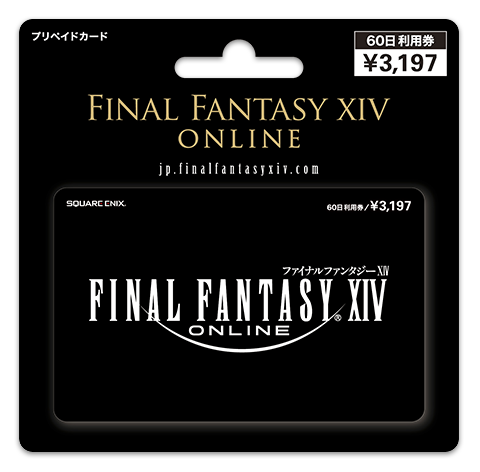 プリペイドカード
60日利用券
¥3,197
FINAL FANTASY XIV
ONLINE
jp.finalfantasyxiv.com
SQUARE ENIX.
60日利用券/¥3,197
ファイナルファンタジーXIV
FINAL FANTASY® XIV
ONLINE